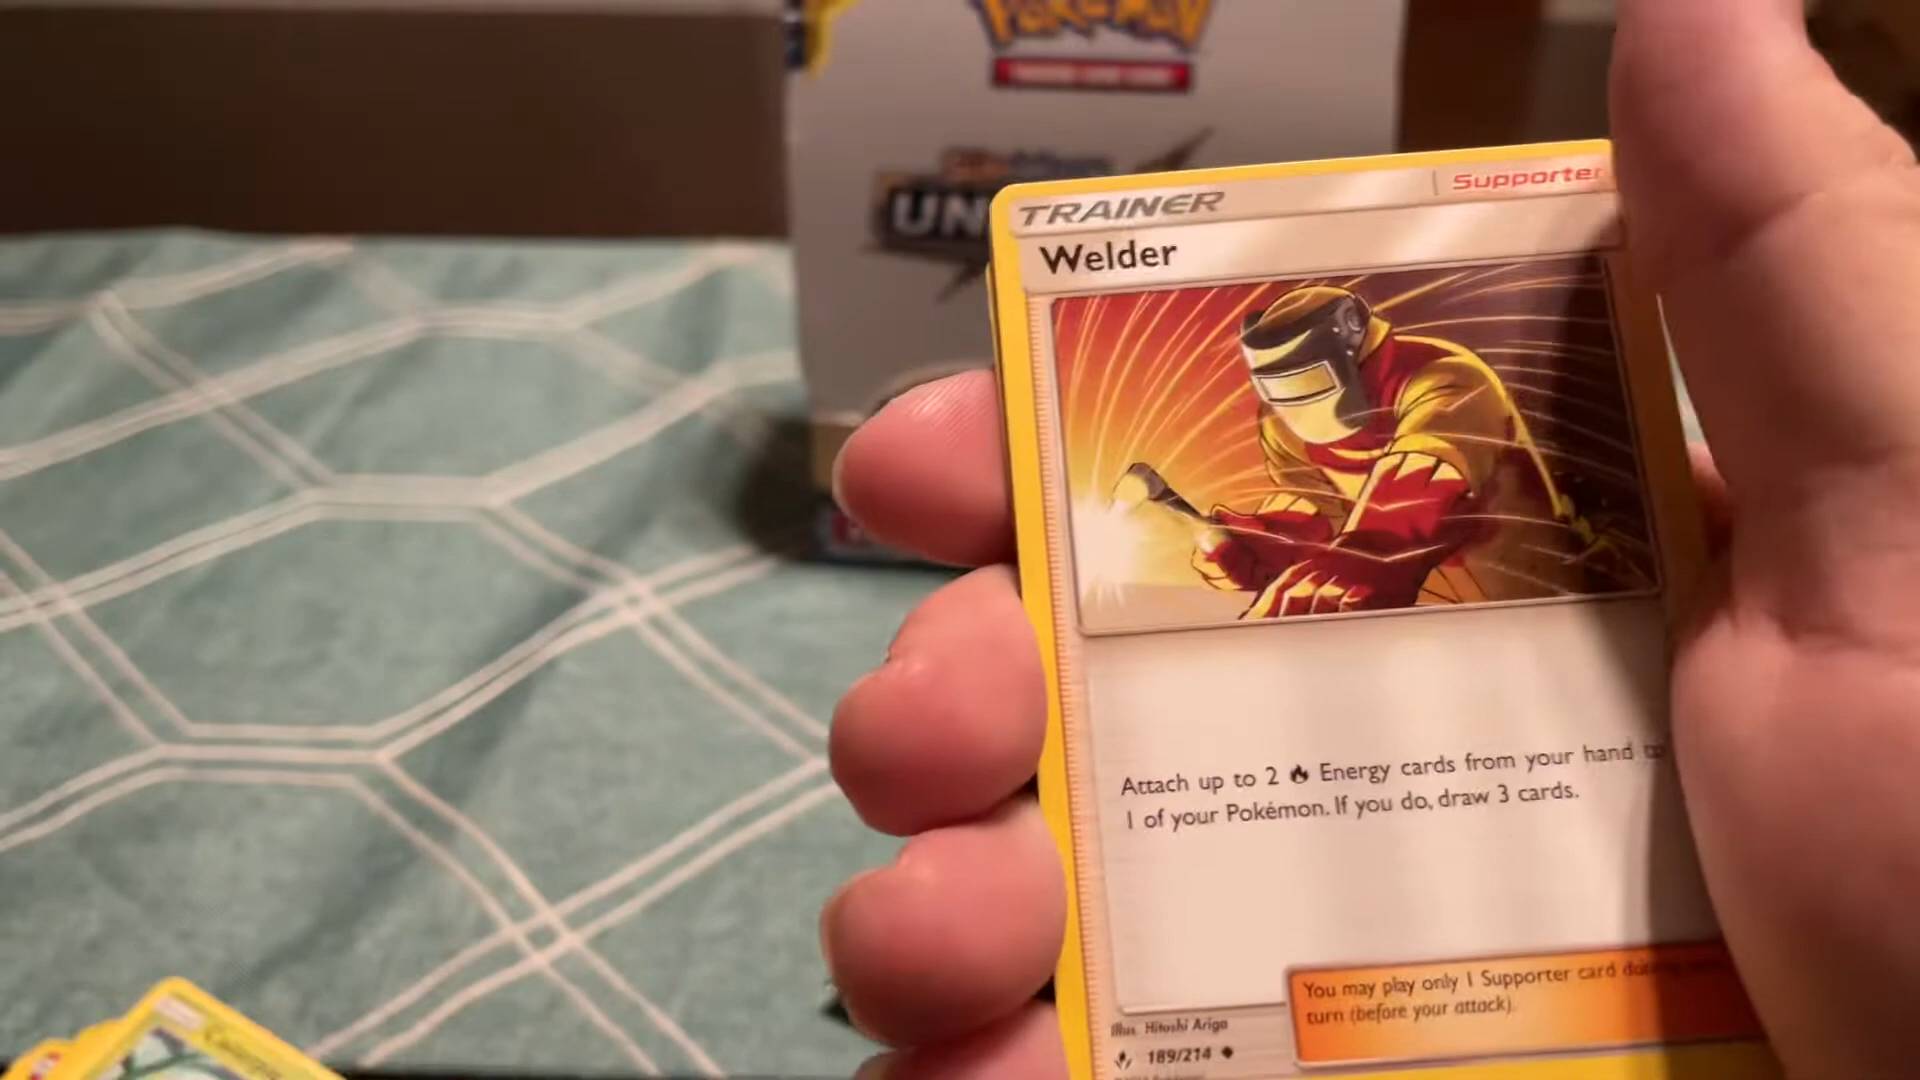 POKÉMON
UN
TRAINER
Supporter
Welder
Attach up to 2 Energy cards from your hand to
1 of your Pokémon. If you do, draw 3 cards.
You may play only 1 Supporter card
turn (before your attack).
Illus. Hitoshi Ariga
189/214